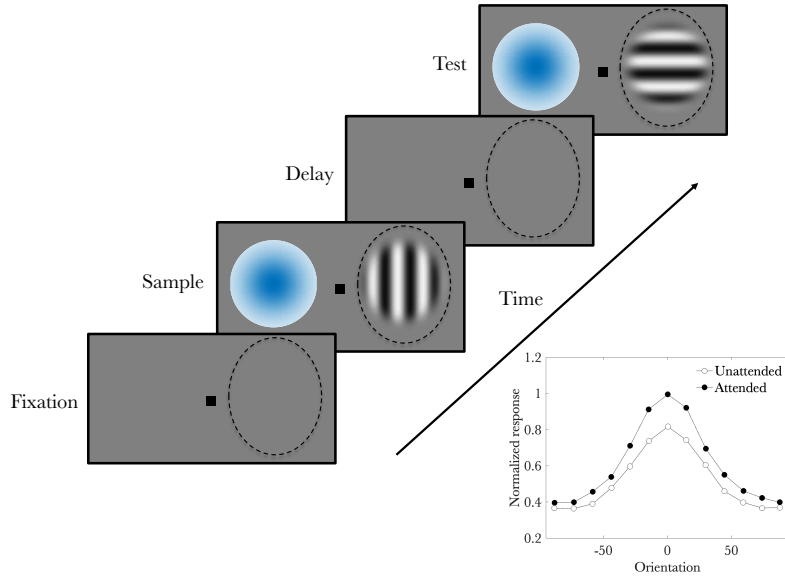 Test
Delay
Sample
Time
Fixation
1.2
1
0.8
0.6
0.4
0.2
Normalized response
Unattended
Attended
-50
0
50
Orientation